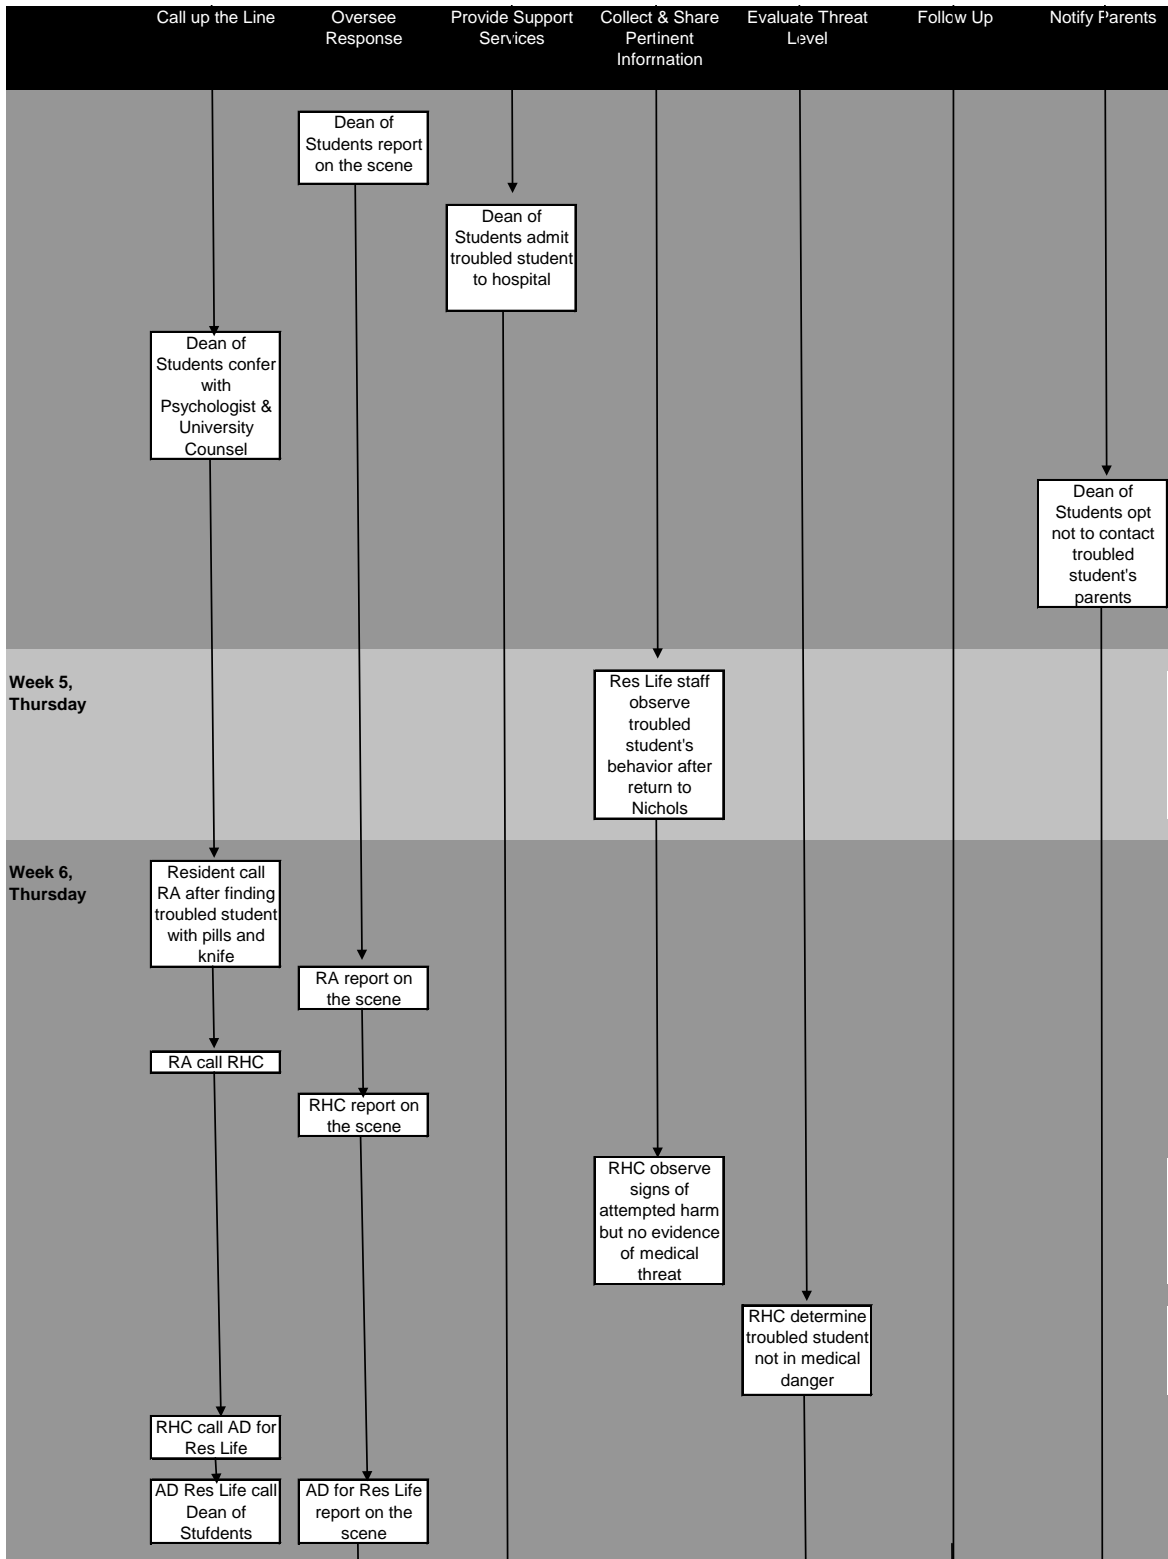 Call up the Line
Oversee
Response
Provide Support
Services
Collect & Share
Pertinent
Information
Evaluate Threat
Level
Follow Up
Notify Parents
Dean of
Students report
on the scene
Dean of
Students admit
troubled student
to hospital
Dean of
Students confer
with
Psychologist &
University
Counsel
Dean of
Students opt
not to contact
troubled
student's
parents
Week 5,
Thursday
Res Life staff
observe
troubled
student's
behavior after
return to
Nichols
Week 6,
Thursday
Resident call
RA after finding
troubled student
with pills and
knife
RA report on
the scene
RA call RHC
RHC report on
the scene
RHC observe
signs of
attempted harm
but no evidence
of medical
threat
RHC determine
troubled student
not in medical
danger
RHC call AD for
Res Life
AD Res Life call
Dean of
Stufdents
AD for Res Life
report on the
scene